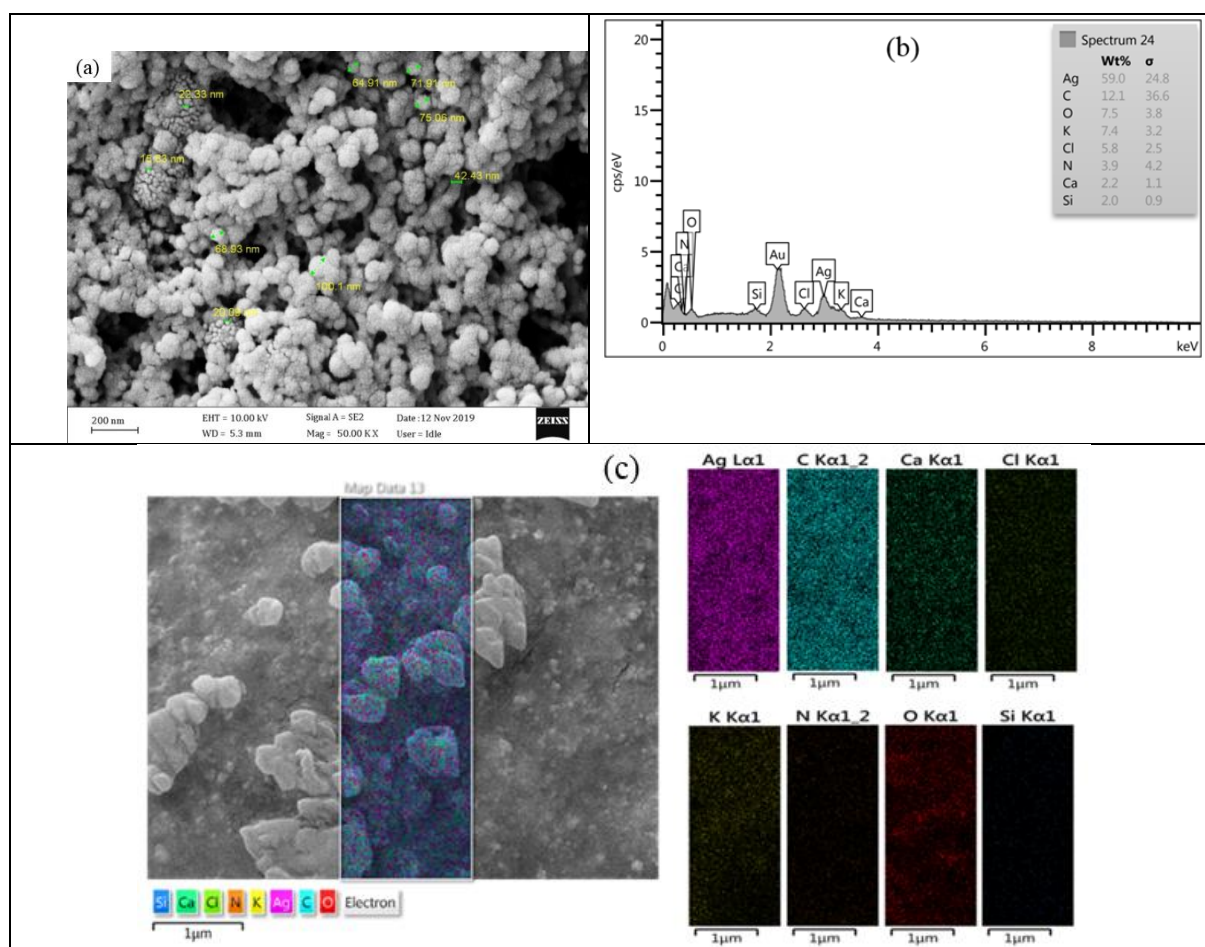 (a)
64.91 nm
71.91 nm
75.06 nm
42.43 nm
68.93 nm
100.1 nm
200 nm
EHT = 10.00 kV
Signal A = SE2
Date :12 Nov 2019
ZEISS
WD = 5.3 mm
Mag = 50.00 K X
User = Idle
(b)
Spectrum 24
Wt% σ
Ag 59.0 24.8
C 12.1 36.6
O 7.5 3.8
K 7.4 3.2
Cl 5.8 2.5
N 3.9 4.2
Ca 2.2 1.1
Si 2.0 0.9
cps/eV
20
15
10
5
0
O
N
C
Si
Au
Cl
Ag
K
Ca
0 2 4 6 8 keV
(c)
Map Data 13
Si Ca Cl N K Ag C O Electron
1µm
Ag Lα1 C Kα1_2 Ca Kα1 Cl Kα1
1µm 1µm 1µm 1µm
K Kα1 N Kα1_2 O Kα1 Si Kα1
1µm 1µm 1µm 1µm